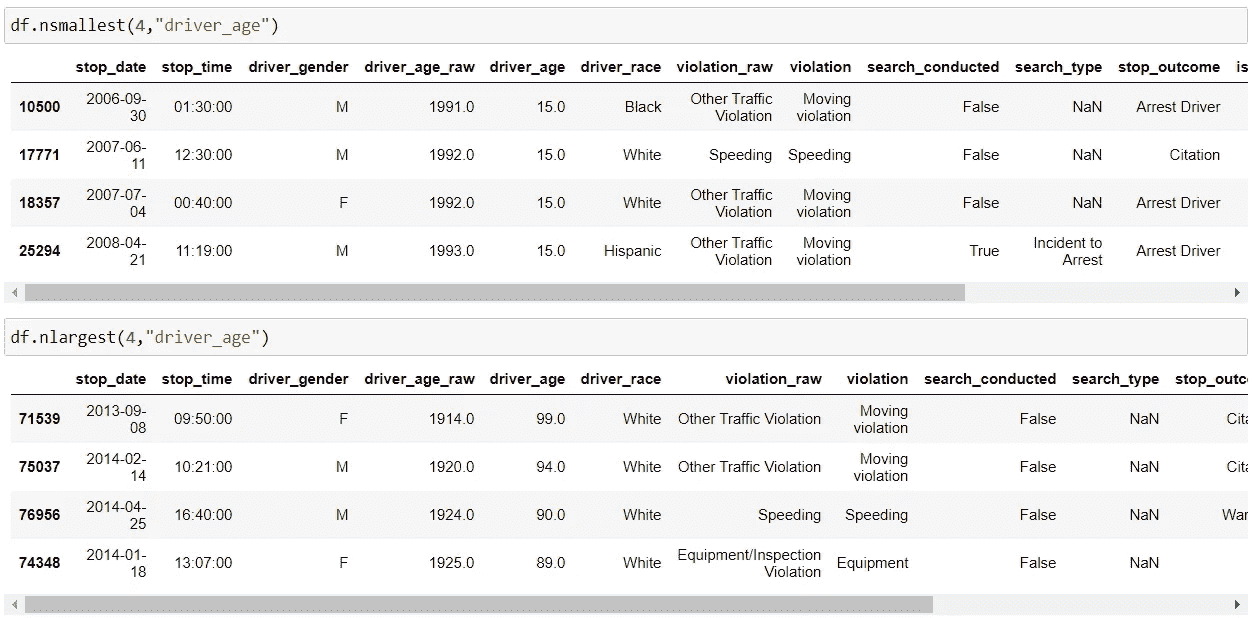 df.nsmallest(4,"driver_age")
stop_date stop_time driver_gender driver_age_raw driver_age driver_race violation_raw violation search_conducted search_type stop_outcome is
10500 2006-09-30 01:30:00 M 1991.0 15.0 Black Other Traffic Violation Moving violation False NaN Arrest Driver
17771 2007-06-11 12:30:00 M 1992.0 15.0 White Speeding Speeding False NaN Citation
18357 2007-07-04 00:40:00 F 1992.0 15.0 White Other Traffic Violation Moving violation False NaN Arrest Driver
25294 2008-04-21 11:19:00 M 1993.0 15.0 Hispanic Other Traffic Violation Moving violation True Incident to Arrest Arrest Driver
df.nlargest(4,"driver_age")
stop_date stop_time driver_gender driver_age_raw driver_age driver_race violation_raw violation search_conducted search_type stop_outc
71539 2013-09-08 09:50:00 F 1914.0 99.0 White Other Traffic Violation Moving violation False NaN Cita
75037 2014-02-14 10:21:00 M 1920.0 94.0 White Other Traffic Violation Moving violation False NaN Cita
76956 2014-04-25 16:40:00 M 1924.0 90.0 White Speeding Speeding False NaN War
74348 2014-01-18 13:07:00 F 1925.0 89.0 White Equipment/Inspection Violation Equipment False NaN